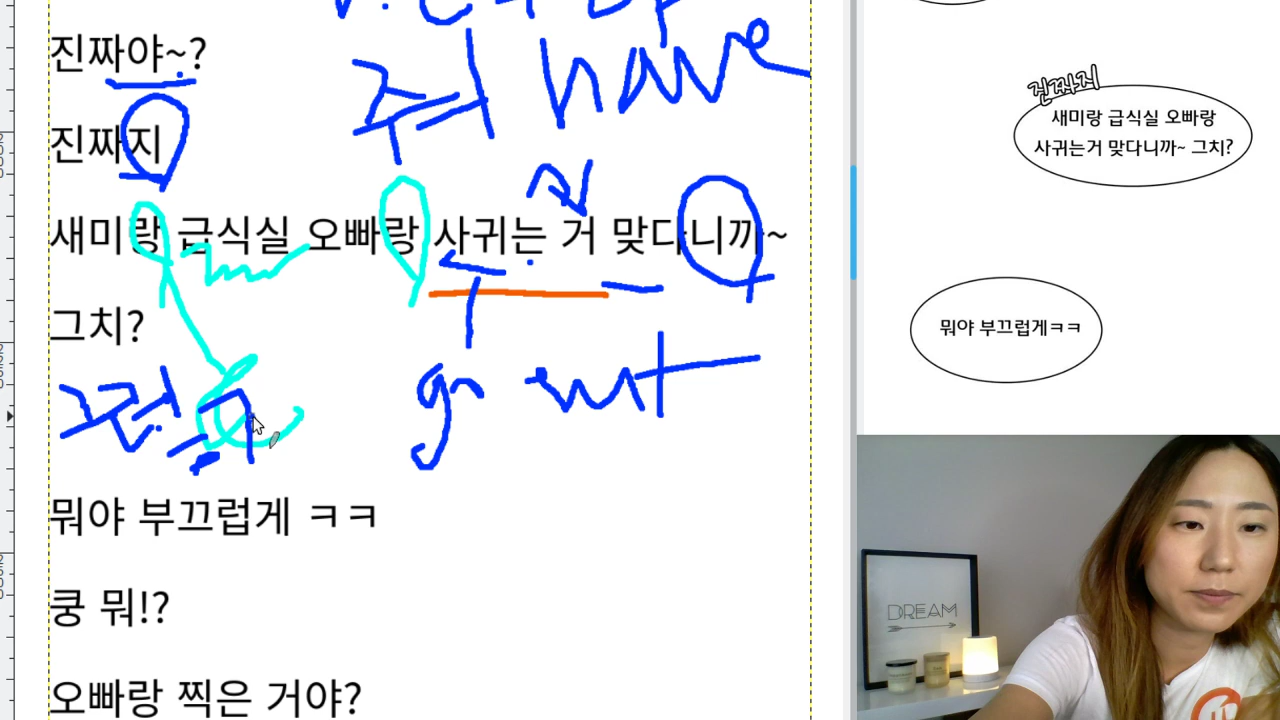 진짜야~?
진짜지
새미랑 급식실 오빠랑 사귀는 거 맞다니까~
그치?
뭐야 부끄럽게 ㅋㅋ
쿵 뭐!?
오빠랑 찍은 거야?
have
go out
진짜지
새미랑 급식실 오빠랑
사귀는거 맞다니까~ 그치?
뭐야 부끄럽게ㅋㅋ
DREAM